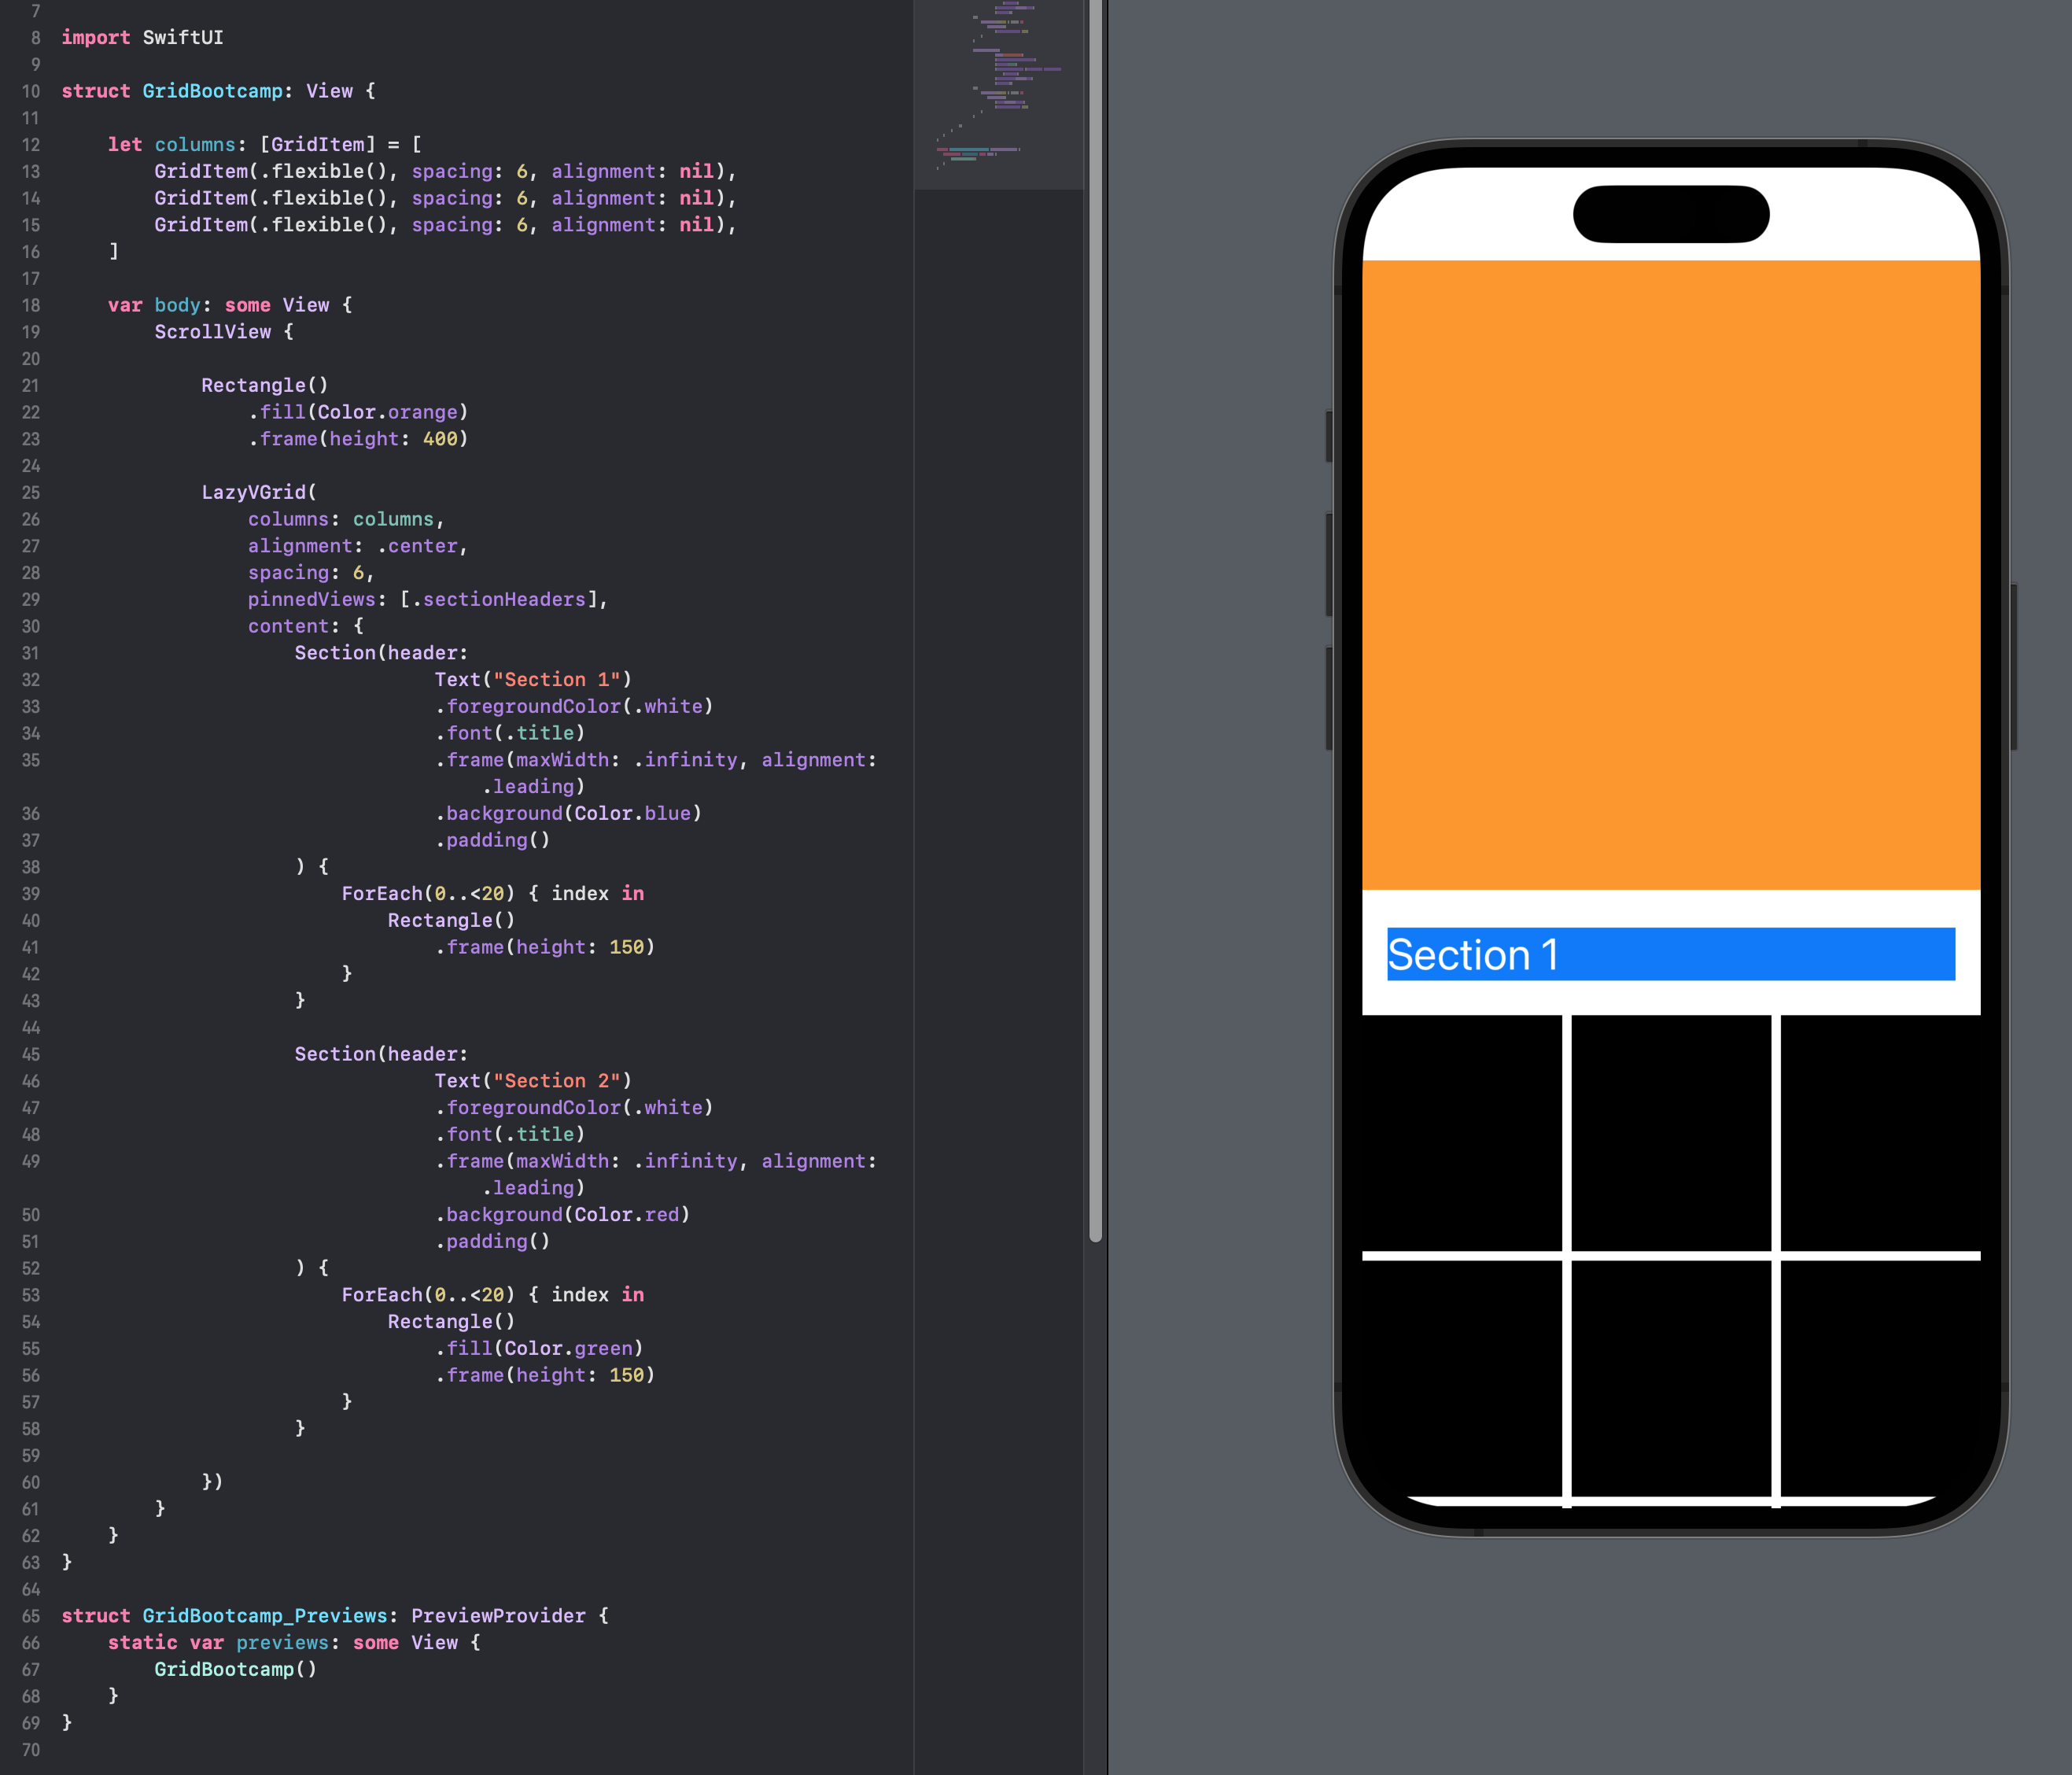 7
8 import SwiftUI
9
10 struct GridBootcamp: View {
11
12     let columns: [GridItem] = [
13         GridItem(.flexible(), spacing: 6, alignment: nil),
14         GridItem(.flexible(), spacing: 6, alignment: nil),
15         GridItem(.flexible(), spacing: 6, alignment: nil),
16     ]
17
18     var body: some View {
19         ScrollView {
20
21             Rectangle()
22                 .fill(Color.orange)
23                 .frame(height: 400)
24
25             LazyVGrid(
26                 columns: columns,
27                 alignment: .center,
28                 spacing: 6,
29                 pinnedViews: [.sectionHeaders],
30                 content: {
31                     Section(header:
32                                 Text("Section 1")
33                                 .foregroundColor(.white)
34                                 .font(.title)
35                                 .frame(maxWidth: .infinity, alignment:
                                    .leading)
36                                 .background(Color.blue)
37                                 .padding()
38                     ) {
39                         ForEach(0..<20) { index in
40                             Rectangle()
41                                 .frame(height: 150)
42                         }
43                     }
44
45                     Section(header:
46                                 Text("Section 2")
47                                 .foregroundColor(.white)
48                                 .font(.title)
49                                 .frame(maxWidth: .infinity, alignment:
                                    .leading)
50                                 .background(Color.red)
51                                 .padding()
52                     ) {
53                         ForEach(0..<20) { index in
54                             Rectangle()
55                                 .fill(Color.green)
56                                 .frame(height: 150)
57                         }
58                     }
59
60             })
61         }
62     }
63 }
64
65 struct GridBootcamp_Previews: PreviewProvider {
66     static var previews: some View {
67         GridBootcamp()
68     }
69 }
70
Section 1